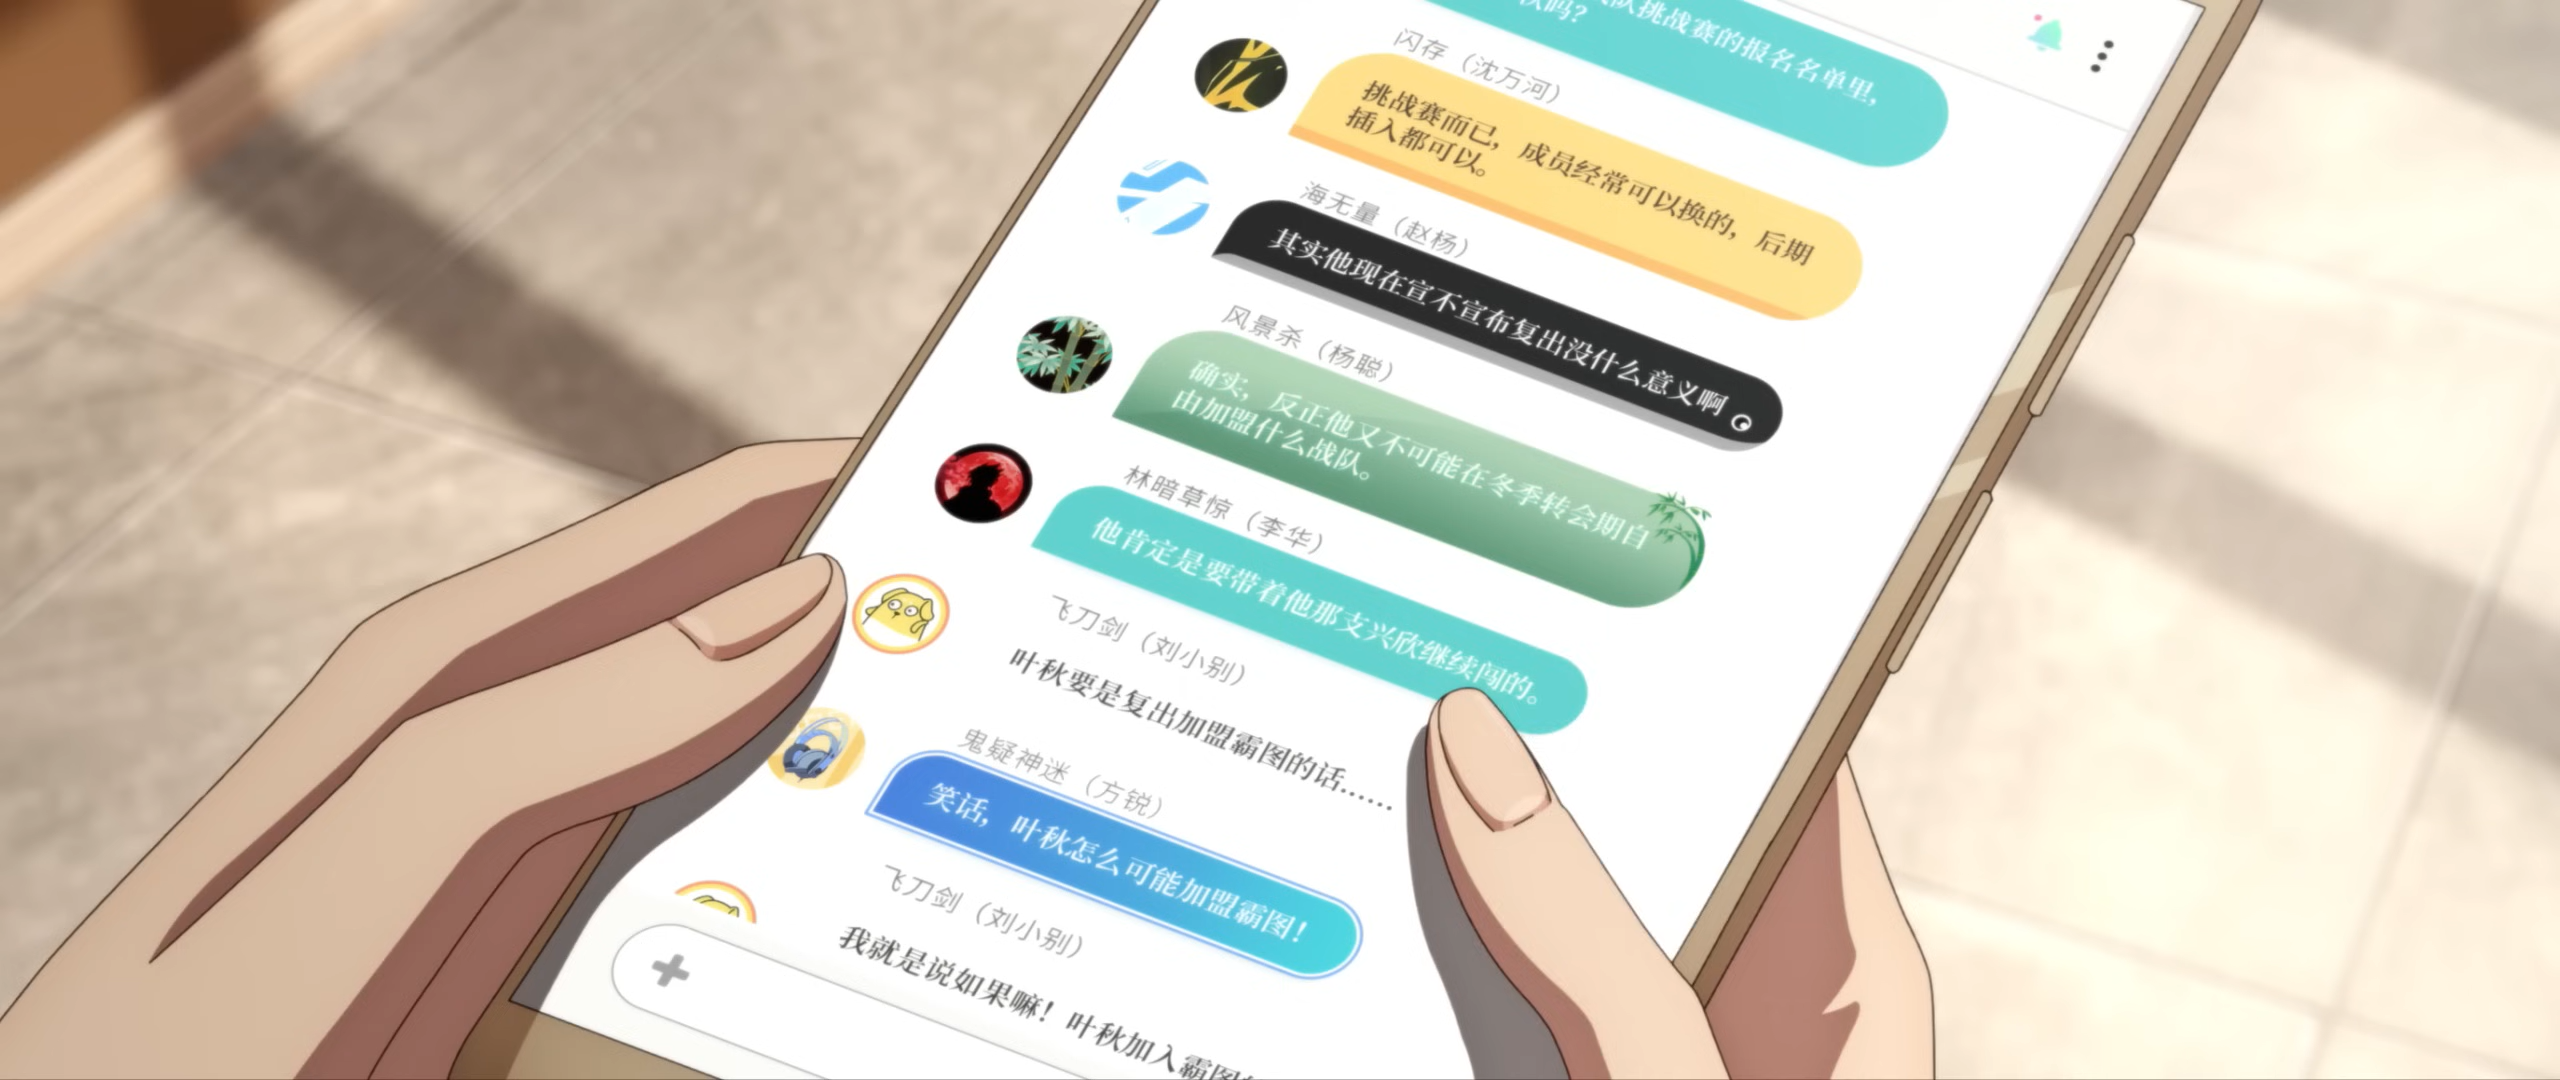 队挑战赛的报名名单里,
队吗?
闪存（沈万河）
挑战赛而已，成员经常可以换的，后期
插入都可以。
海无量（赵杨）
其实他现在宣不宣布复出没什么意义啊
风景杀（杨聪）
确实，反正他又不可能在冬季转会期自
由加盟什么战队。
林暗草惊（李华）
他肯定是要带着他那支兴欣继续闯的。
飞刀剑（刘小别）
叶秋要是复出加盟霸图的话......
鬼疑神迷（方锐）
笑话，叶秋怎么可能加盟霸图！
飞刀剑（刘小别）
我就是说如果嘛！叶秋加入霸图